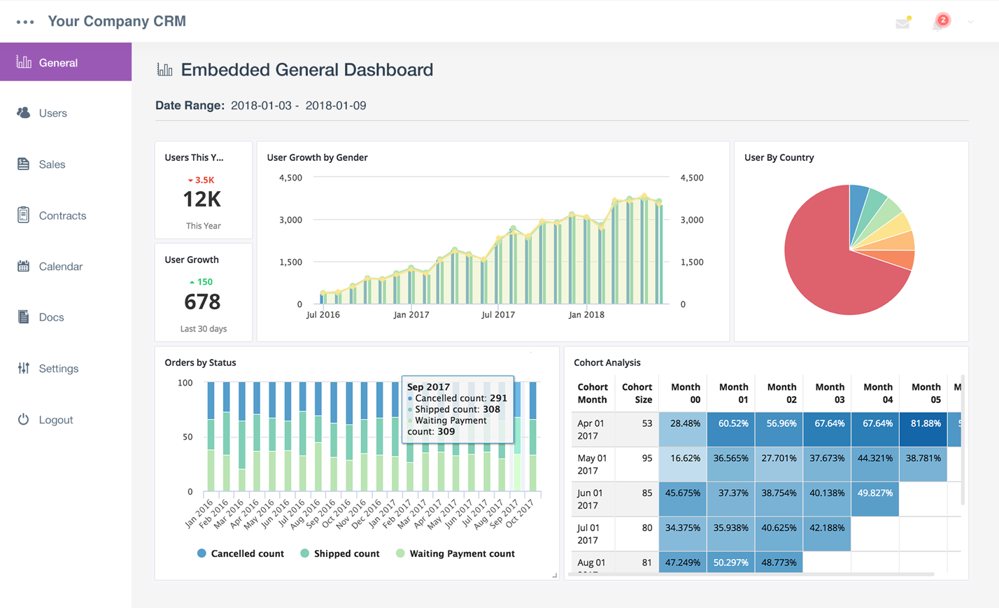 Your Company CRM
2
General
Users
Sales
Contracts
Calendar
Docs
Settings
Logout
Embedded General Dashboard
Date Range: 2018-01-03 - 2018-01-09
Users This Y...
3.5K
12K
This Year
User Growth
150
678
Last 30 days
User Growth by Gender
4,500 4,500
3,000 3,000
1,500 1,500
0 0
Jul 2016 Jan 2017 Jul 2017 Jan 2018
User By Country
Orders by Status
100
50
0
Sep 2017
Cancelled count: 291
Shipped count: 308
Waiting Payment
count: 309
Jan 2016 Feb 2016 Mar 2016 Apr 2016 May 2016 Jun 2016 Jul 2016 Aug 2016 Sep 2016 Oct 2016 Nov 2016 Dec 2016 Jan 2017 Feb 2017 Mar 2017 Apr 2017 May 2017 Jun 2017 Jul 2017 Aug 2017 Sep 2017 Oct 2017
Cancelled count Shipped count Waiting Payment count
Cohort Analysis
Cohort Cohort Month Month Month Month Month Month M
Month Size 00 01 02 03 04 05
Apr 01 53 28.48% 60.52% 56.96% 67.64% 67.64% 81.88% 5
2017
May 01 95 16.62% 36.565% 27.701% 37.673% 44.321% 38.781%
2017
Jun 01 85 45.675% 37.37% 38.754% 40.138% 49.827%
2017
Jul 01 80 34.375% 35.938% 40.625% 42.188%
2017
Aug 01 81 47.249% 50.297% 48.773%